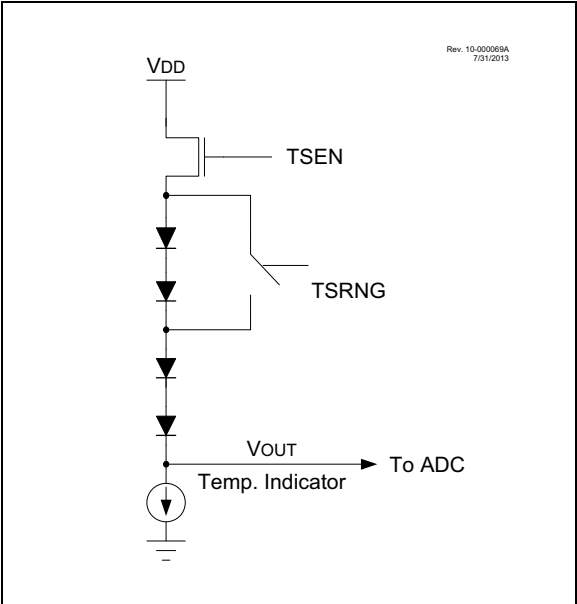 Rev. 10-000069A
7/31/2013
VDD
TSEN
TSRNG
VOUT
To ADC
Temp. Indicator